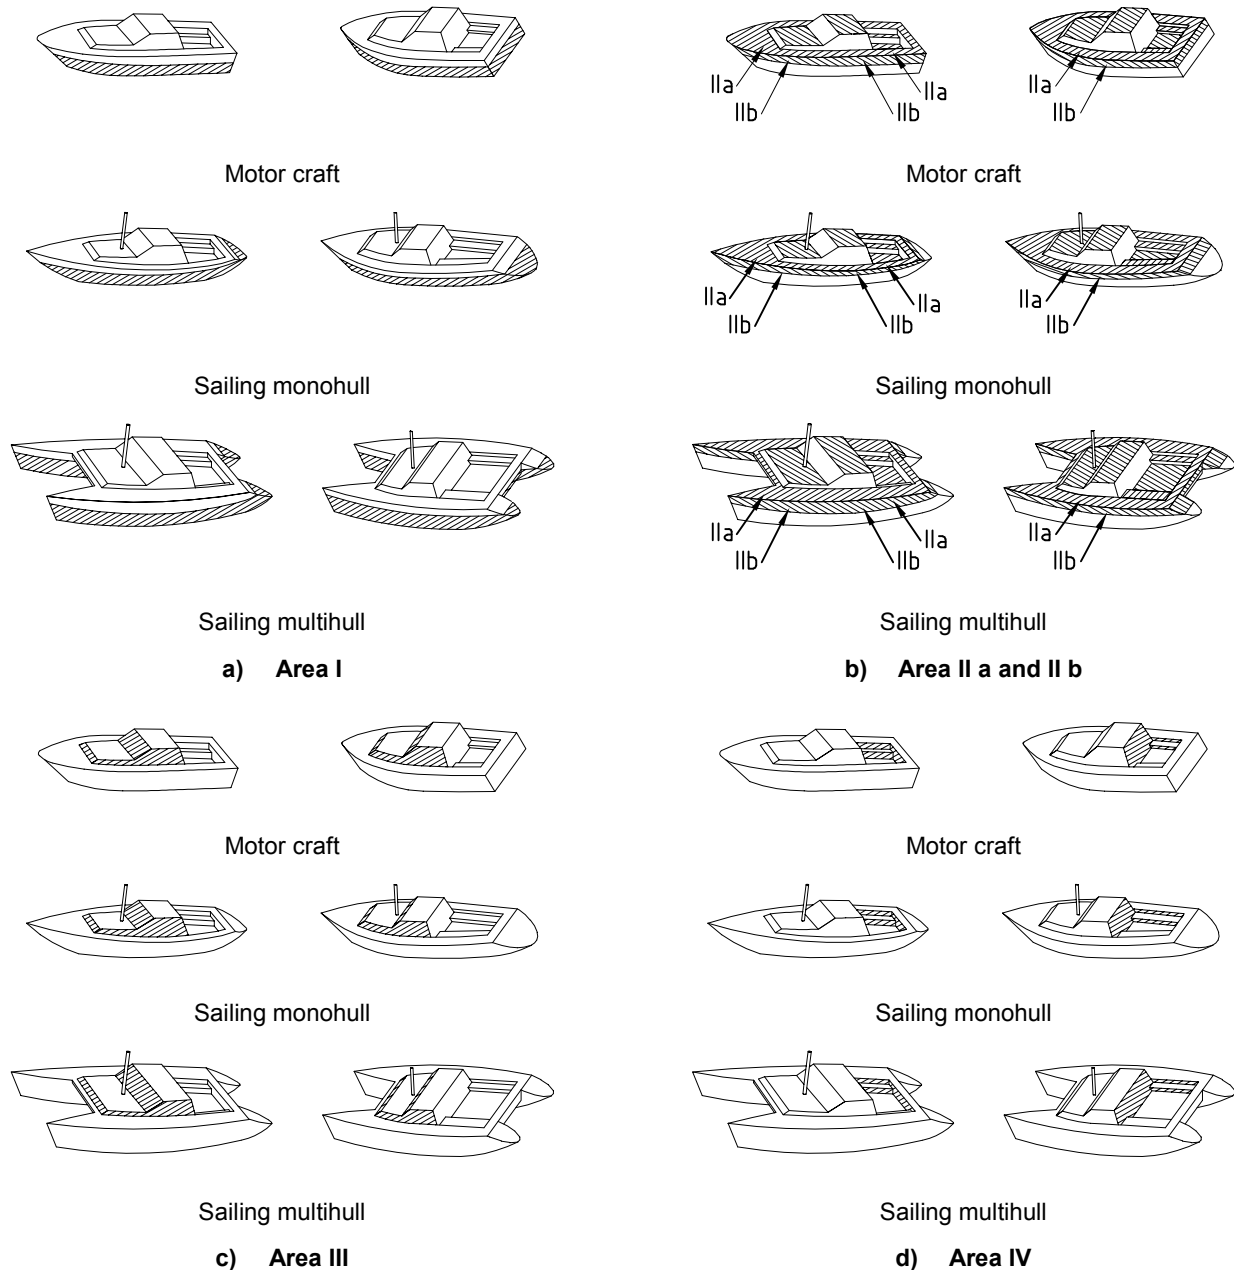 IIa
IIb
IIa
IIa
IIb
Motor craft
Motor craft
IIa
IIb
IIb
IIa
IIa
IIb
Sailing monohull
Sailing monohull
IIa
IIb
IIb
IIa
IIa
IIb
Sailing multihull
Sailing multihull
a) Area I
b) Area II a and II b
Motor craft
Motor craft
Sailing monohull
Sailing monohull
Sailing multihull
Sailing multihull
c) Area III
d) Area IV